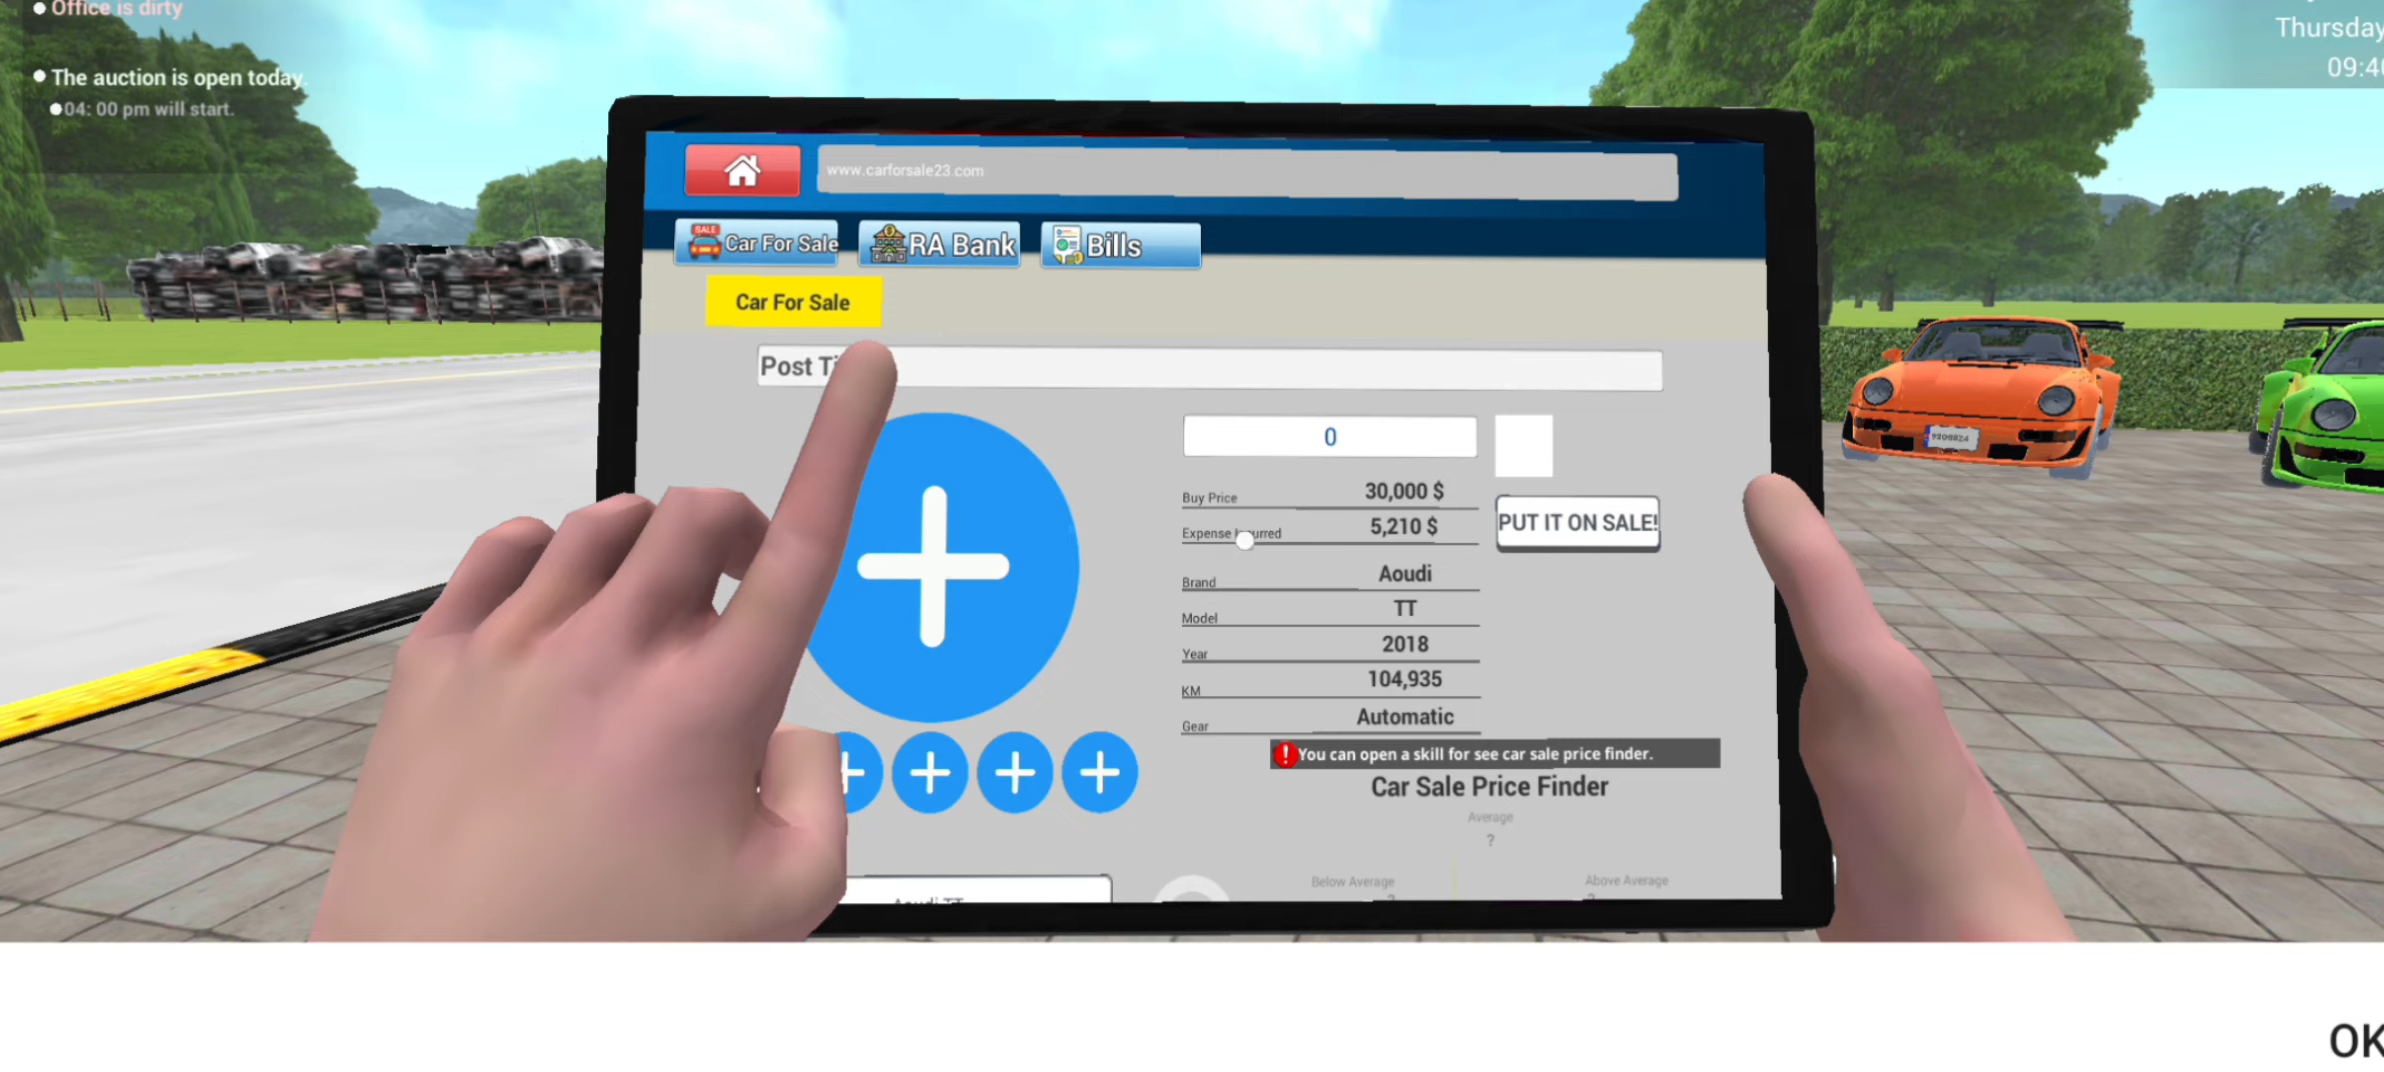 Office is dirty
The auction is open today.
04: 00 pm will start.
Thursday
www.carforsale23.com
SALE
Car For Sale
RA Bank
Bills
Car For Sale
Post
0
Buy Price 30,000 $
Expense 5,210 $
PUT IT ON SALE!
Brand Aoudi
Model TT
Year 2018
KM 104,935
Gear Automatic
You can open a skill for see car sale price finder.
Car Sale Price Finder
Average
?
Below Average
Above Average
OK